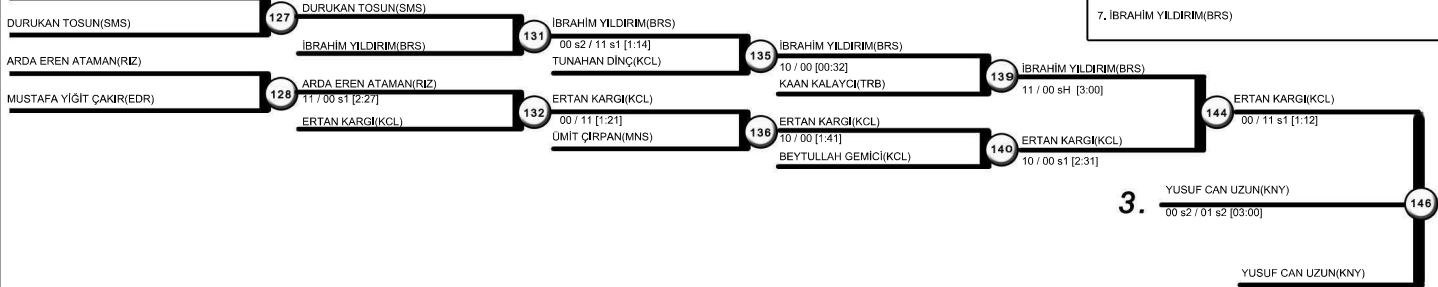 DURUKAN TOSUN(SMS)
ARDA EREN ATAMAN(RIZ)
MUSTAFA YİĞİT ÇAKIR(EDR)
127
128
DURUKAN TOSUN(SMS)
İBRAHİM YILDIRIM(BRS)
ARDA EREN ATAMAN(RIZ)
11 / 00 s1 [2:27]
ERTAN KARGI(KCL)
131
132
İBRAHİM YILDIRIM(BRS)
00 s2 / 11 s1 [1:14]
TUNAHAN DİNÇ(KCL)
ERTAN KARGI(KCL)
00 / 11 [1:21]
ÜMİT ÇIRPAN(MNS)
135
136
İBRAHİM YILDIRIM(BRS)
10 / 00 [00:32]
KAAN KALAYCI(TRB)
ERTAN KARGI(KCL)
10 / 00 [1:41]
BEYTULLAH GEMİCİ(KCL)
139
140
İBRAHİM YILDIRIM(BRS)
11 / 00 sH [3:00]
ERTAN KARGI(KCL)
10 / 00 s1 [2:31]
144
ERTAN KARGI(KCL)
00 / 11 s1 [1:12]
3.
YUSUF CAN UZUN(KNY)
00 s2 / 01 s2 [03:00]
146
YUSUF CAN UZUN(KNY)
7. İBRAHİM YILDIRIM(BRS)